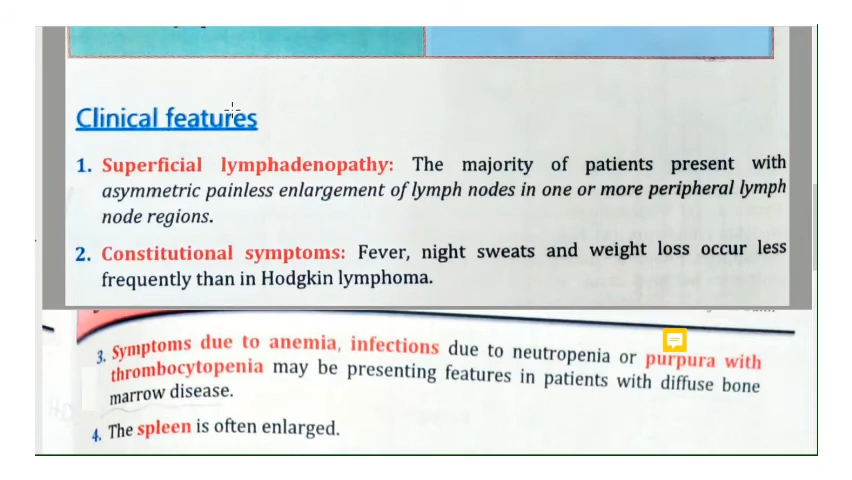 Clinical features
1. Superficial lymphadenopathy: The majority of patients present with
asymmetric painless enlargement of lymph nodes in one or more peripheral lymph
node regions.
2. Constitutional symptoms: Fever, night sweats and weight loss occur less
frequently than in Hodgkin lymphoma.
3. Symptoms due to anemia, infections due to neutropenia or purpura with
thrombocytopenia may be presenting features in patients with diffuse bone
marrow disease.
4. The spleen is often enlarged.